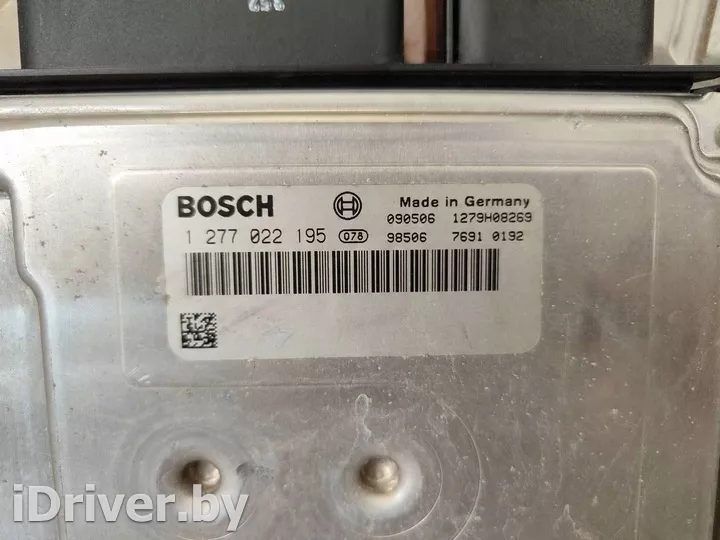 BOSCH Made in Germany
090506 1279H08269
1 277 022 195 078 98506 7691 0192
iDriver.by